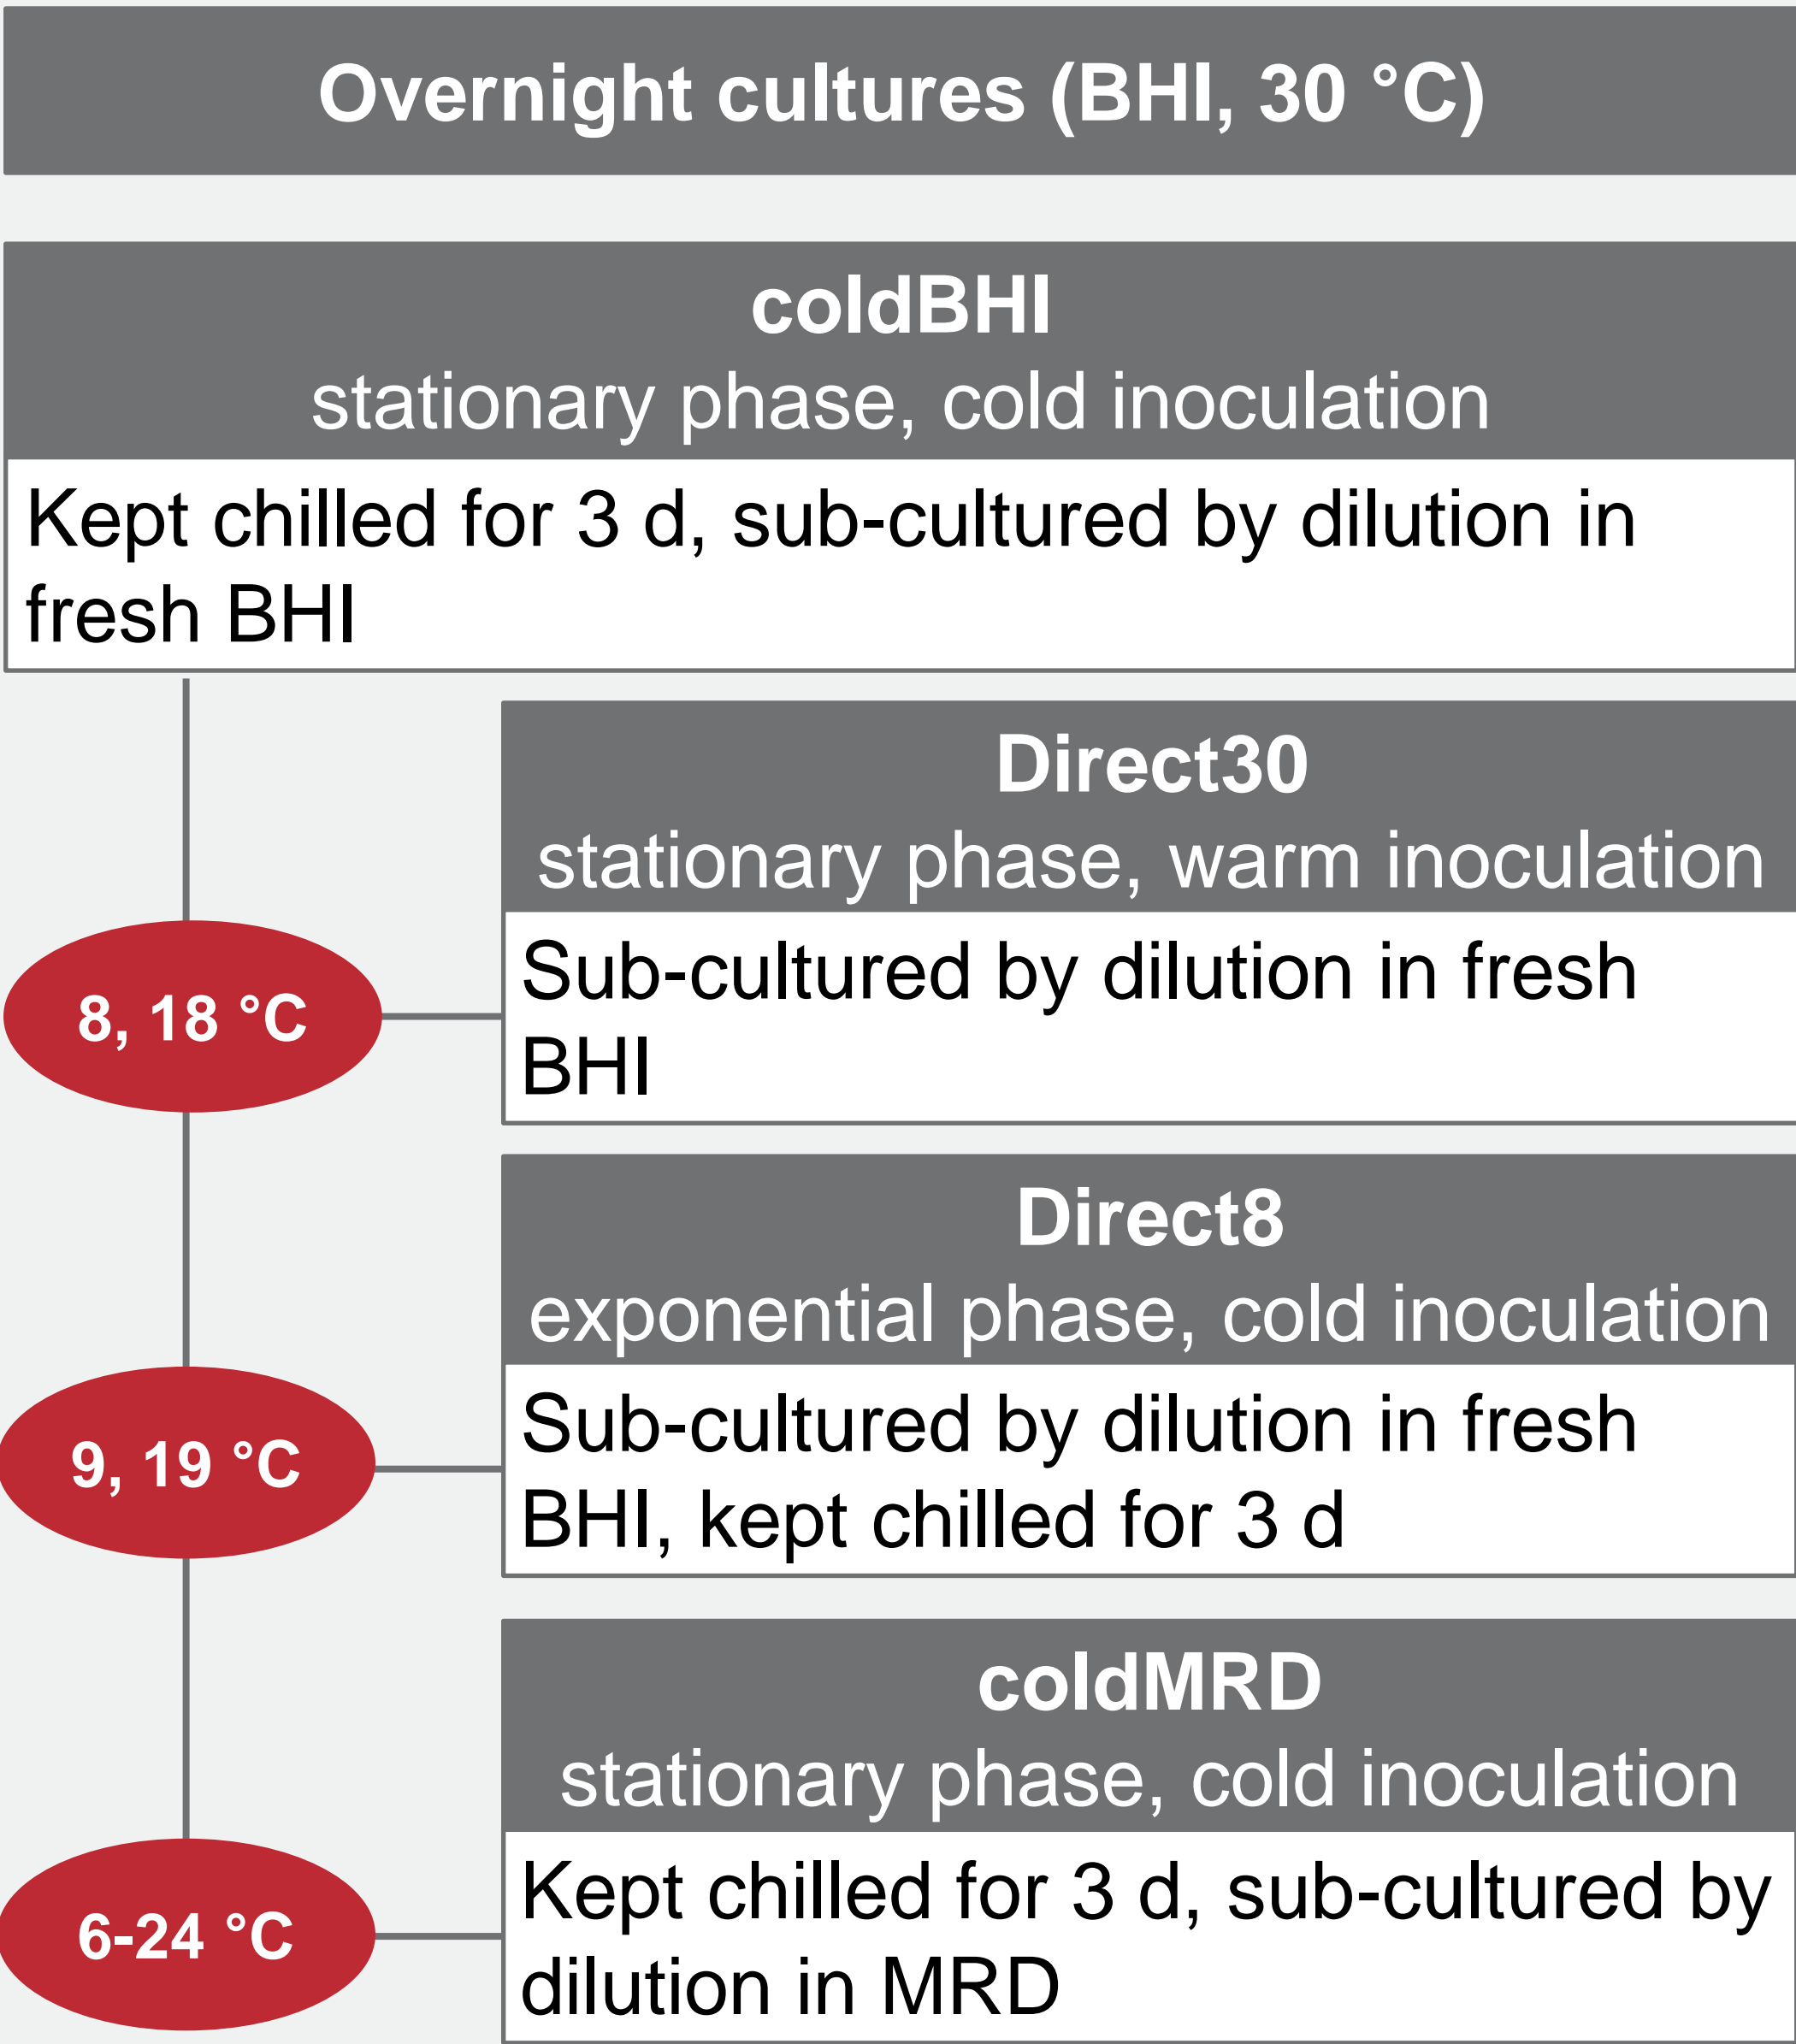 Overnight cultures (BHI, 30 °C)
coldBHI
stationary phase, cold inoculation
Kept chilled for 3 d, sub-cultured by dilution in
fresh BHI
Direct30
stationary phase, warm inoculation
8, 18 °C
Sub-cultured by dilution in fresh
BHI
Direct8
exponential phase, cold inoculation
9, 19 °C
Sub-cultured by dilution in fresh
BHI, kept chilled for 3 d
coldMRD
stationary phase, cold inoculation
6-24 °C
Kept chilled for 3 d, sub-cultured by
dilution in MRD